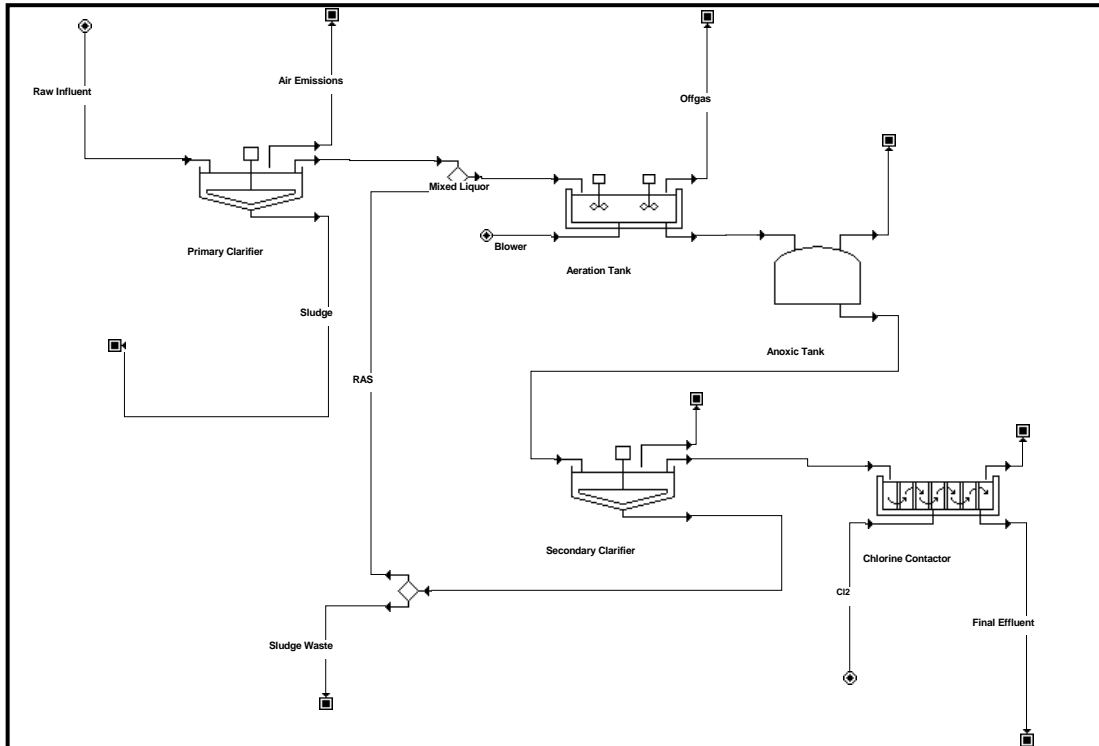 Air Emissions
Raw Influent
Offgas
Mixed Liquor
Blower
Primary Clarifier
Aeration Tank
Sludge
Anoxic Tank
RAS
Secondary Clarifier
Chlorine Contactor
Cl2
Final Effluent
Sludge Waste